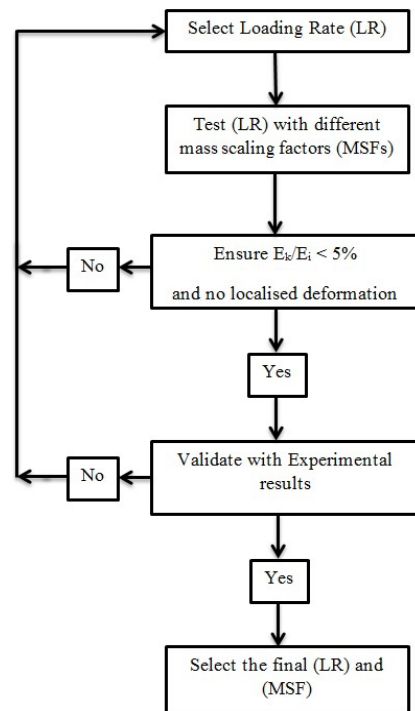 Select Loading Rate (LR)
Test (LR) with different
mass scaling factors (MSFs)
No
Ensure Eₖ/Eᵢ < 5%
and no localised deformation
Yes
No
Validate with Experimental
results
Yes
Select the final (LR) and
(MSF)